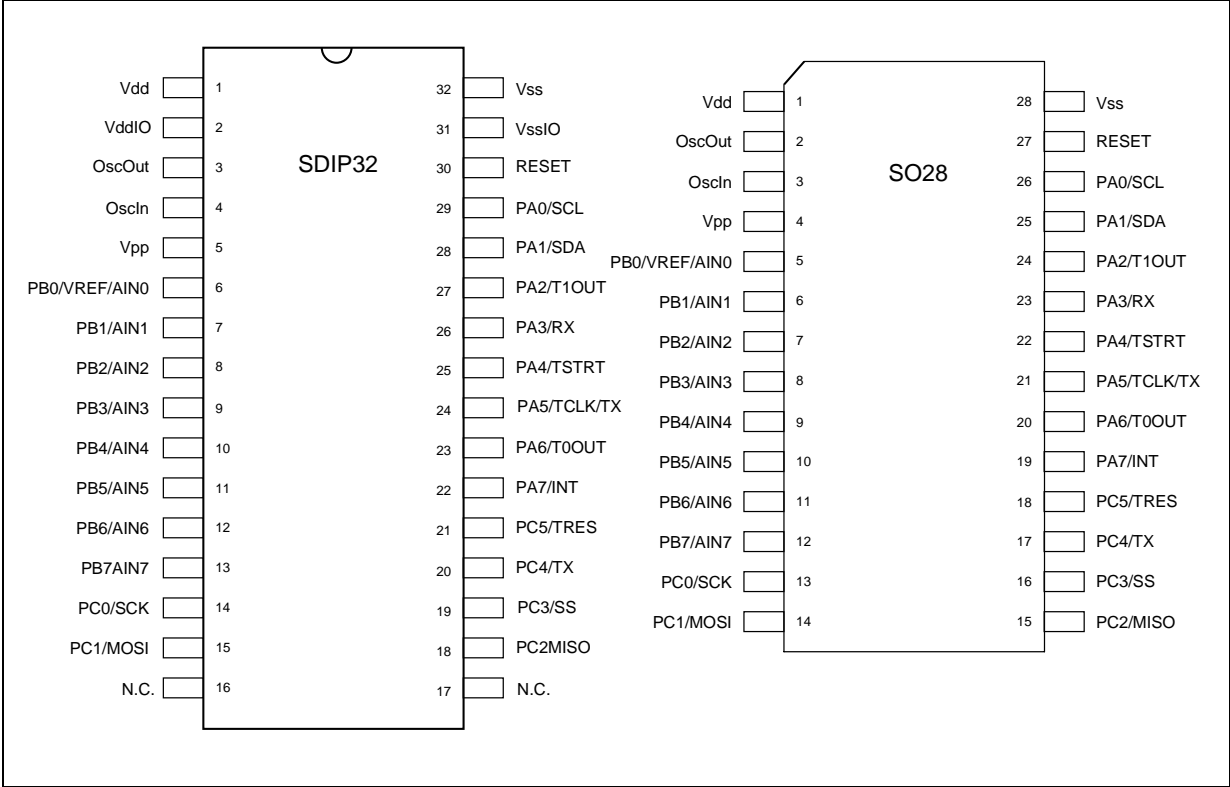 SDIP32
Vdd 1 32 Vss
VddIO 2 31 VssIO
OscOut 3 30 RESET
OscIn 4 29 PA0/SCL
Vpp 5 28 PA1/SDA
PB0/VREF/AIN0 6 27 PA2/T1OUT
PB1/AIN1 7 26 PA3/RX
PB2/AIN2 8 25 PA4/TSTRT
PB3/AIN3 9 24 PA5/TCLK/TX
PB4/AIN4 10 23 PA6/T0OUT
PB5/AIN5 11 22 PA7/INT
PB6/AIN6 12 21 PC5/TRES
PB7AIN7 13 20 PC4/TX
PC0/SCK 14 19 PC3/SS
PC1/MOSI 15 18 PC2MISO
N.C. 16 17 N.C.
SO28
Vdd 1 28 Vss
OscOut 2 27 RESET
OscIn 3 26 PA0/SCL
Vpp 4 25 PA1/SDA
PB0/VREF/AIN0 5 24 PA2/T1OUT
PB1/AIN1 6 23 PA3/RX
PB2/AIN2 7 22 PA4/TSTRT
PB3/AIN3 8 21 PA5/TCLK/TX
PB4/AIN4 9 20 PA6/T0OUT
PB5/AIN5 10 19 PA7/INT
PB6/AIN6 11 18 PC5/TRES
PB7/AIN7 12 17 PC4/TX
PC0/SCK 13 16 PC3/SS
PC1/MOSI 14 15 PC2/MISO